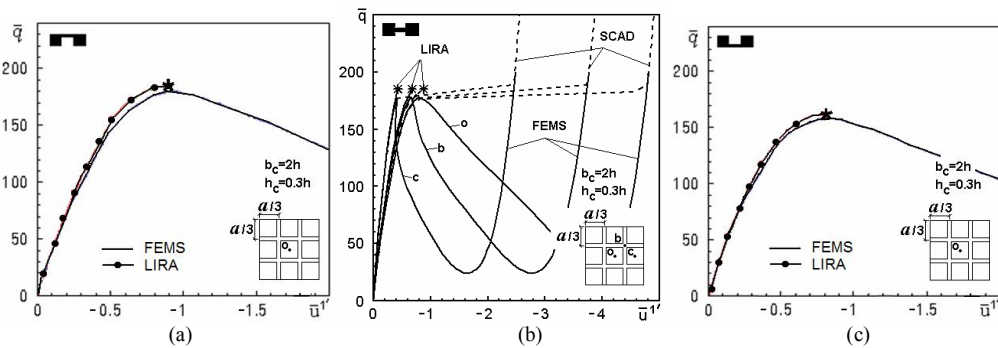 q̄
200
150
100
50
0
b_c=2h
h_c=0.3h
a/3
a/3
o
FEMS
LIRA
0
-0.5
-1
-1.5
ū¹'
(a)
q̄
250
200
150
100
50
0
LIRA
SCAD
FEMS
o
b
c
b_c=2h
h_c=0.3h
a/3
a/3
b
o
c
0
-1
-2
-3
-4
ū¹'
(b)
q̄
200
150
100
50
0
b_c=2h
h_c=0.3h
a/3
a/3
o
FEMS
LIRA
0
-0.5
-1
-1.5
ū¹'
(c)